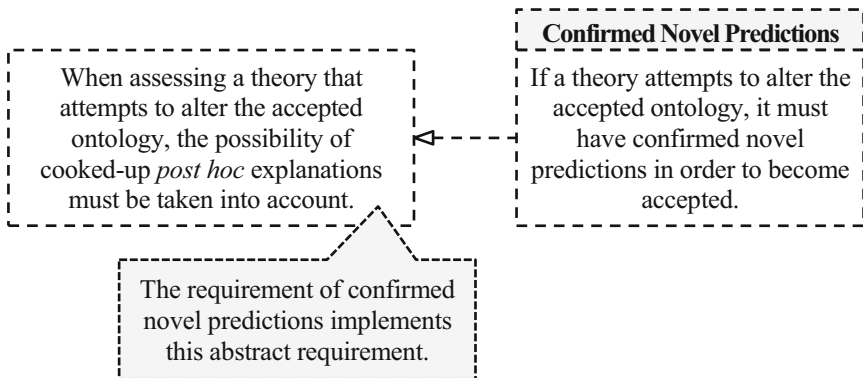 When assessing a theory that
attempts to alter the accepted
ontology, the possibility of
cooked-up post hoc explanations
must be taken into account.
Confirmed Novel Predictions
If a theory attempts to alter the
accepted ontology, it must
have confirmed novel
predictions in order to become
accepted.
The requirement of confirmed
novel predictions implements
this abstract requirement.